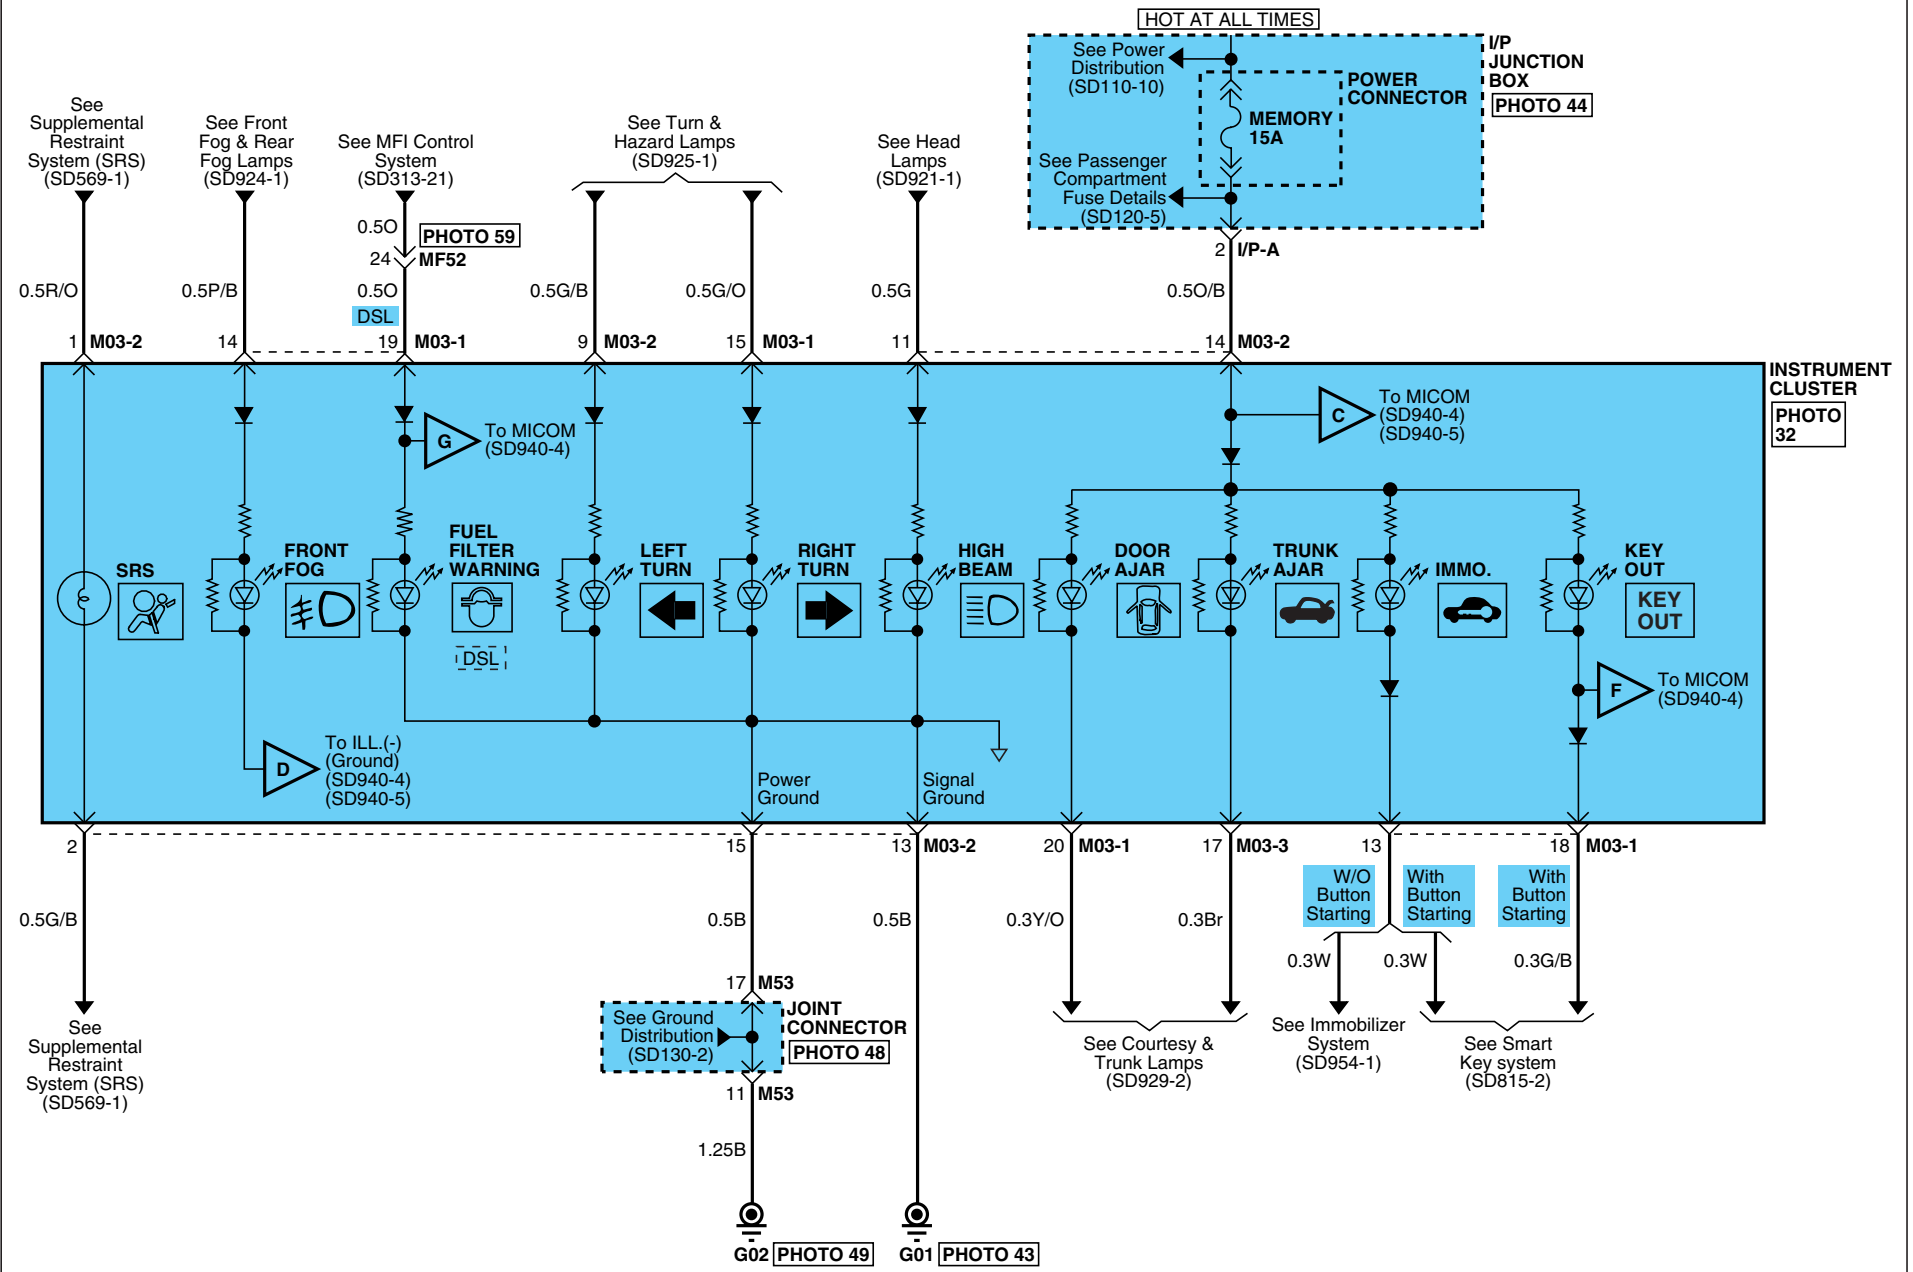 HOT AT ALL TIMES
See Power
Distribution
(SD110-10)
MEMORY
15A
POWER
CONNECTOR
See Passenger
Compartment
Fuse Details
(SD120-5)
I/P
JUNCTION
BOX
PHOTO 44
See
Supplemental
Restraint
System (SRS)
(SD569-1)
See Front
Fog & Rear
Fog Lamps
(SD924-1)
See MFI Control
System
(SD313-21)
See Turn &
Hazard Lamps
(SD925-1)
See Head
Lamps
(SD921-1)
0.5O
PHOTO 59
24
MF52
2
I/P-A
0.5R/O
0.5P/B
0.5O
DSL
0.5G/B
0.5G/O
0.5G
0.5O/B
1
M03-2
14
19
M03-1
9
M03-2
15
M03-1
11
14
M03-2
INSTRUMENT
CLUSTER
PHOTO
32
G
To MICOM
(SD940-4)
C
To MICOM
(SD940-4)
(SD940-5)
SRS
FRONT
FOG
FUEL
FILTER
WARNING
DSL
LEFT
TURN
RIGHT
TURN
HIGH
BEAM
DOOR
AJAR
TRUNK
AJAR
IMMO.
KEY
OUT
KEY
OUT
F
To MICOM
(SD940-4)
D
To ILL.(-)
(Ground)
(SD940-4)
(SD940-5)
Power
Ground
Signal
Ground
2
15
13
M03-2
20
M03-1
17
M03-3
13
18
M03-1
W/O
Button
Starting
With
Button
Starting
With
Button
Starting
0.5G/B
0.5B
0.5B
0.3Y/O
0.3Br
0.3W
0.3W
0.3G/B
See
Supplemental
Restraint
System (SRS)
(SD569-1)
17
M53
See Ground
Distribution
(SD130-2)
JOINT
CONNECTOR
PHOTO 48
11
M53
See Courtesy &
Trunk Lamps
(SD929-2)
See Immobilizer
System
(SD954-1)
See Smart
Key system
(SD815-2)
1.25B
G02
PHOTO 49
G01
PHOTO 43